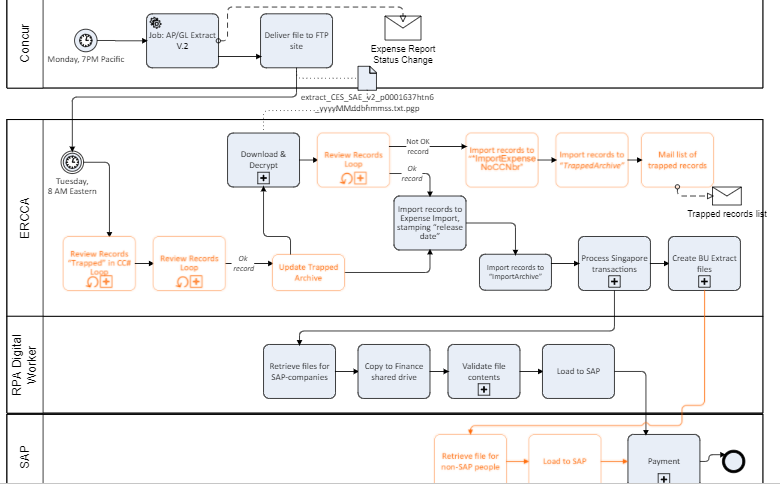 Concur
Job: AP/GL Extract
V.2
Deliver file to FTP
site
Monday, 7PM Pacific
Expense Report
Status Change
extract_CES_SAE_v2_p0001637htn6
_yyyyMMddhhmmss.txt.pgp
ERCCA
Tuesday,
8 AM Eastern
Download &
Decrypt
Review Records
Loop
Not OK
record
Ok
record
Import records to
"ImportExpense
NoCCNbr"
Import records to
"TrappedArchive"
Mail list of
trapped records
Trapped records list
Import records to
Expense Import,
stamping "release
date"
Review Records
"Trapped" in CC#
Loop
Review Records
Loop
Ok
record
Update Trapped
Archive
Import records to
"ImportArchive"
Process Singapore
transactions
Create BU Extract
files
RPA Digital
Worker
Retrieve files for
SAP-companies
Copy to Finance
shared drive
Validate file
contents
Load to SAP
SAP
Retrieve file for
non-SAP people
Load to SAP
Payment